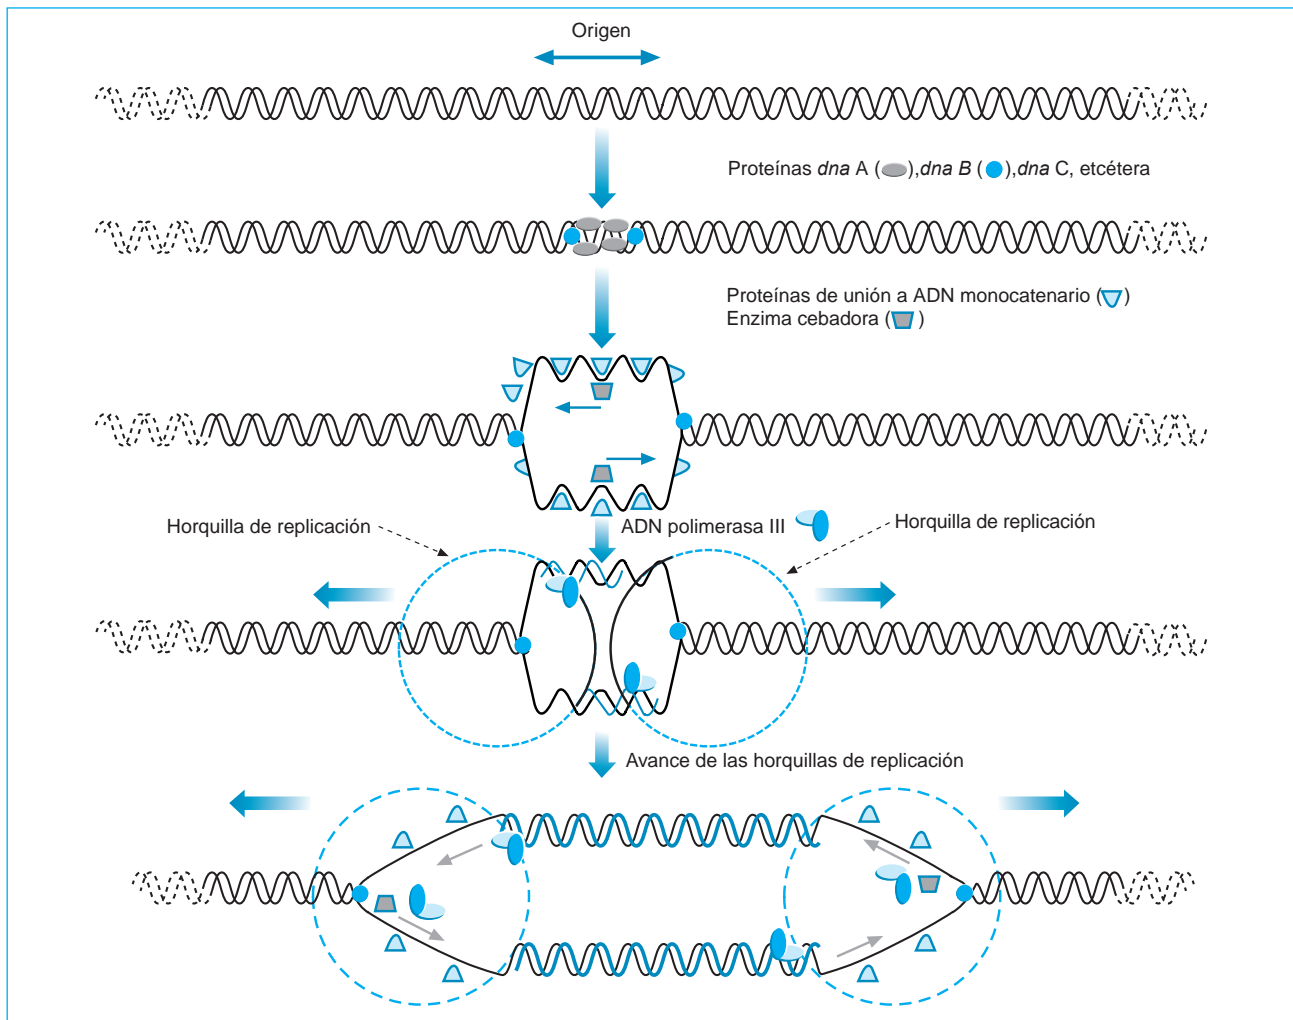 Origen
Proteínas dna A ( ),dna B ( ),dna C, etcétera
Proteínas de unión a ADN monocatenario ( )
Enzima cebadora ( )
Horquilla de replicación
ADN polimerasa III
Horquilla de replicación
Avance de las horquillas de replicación